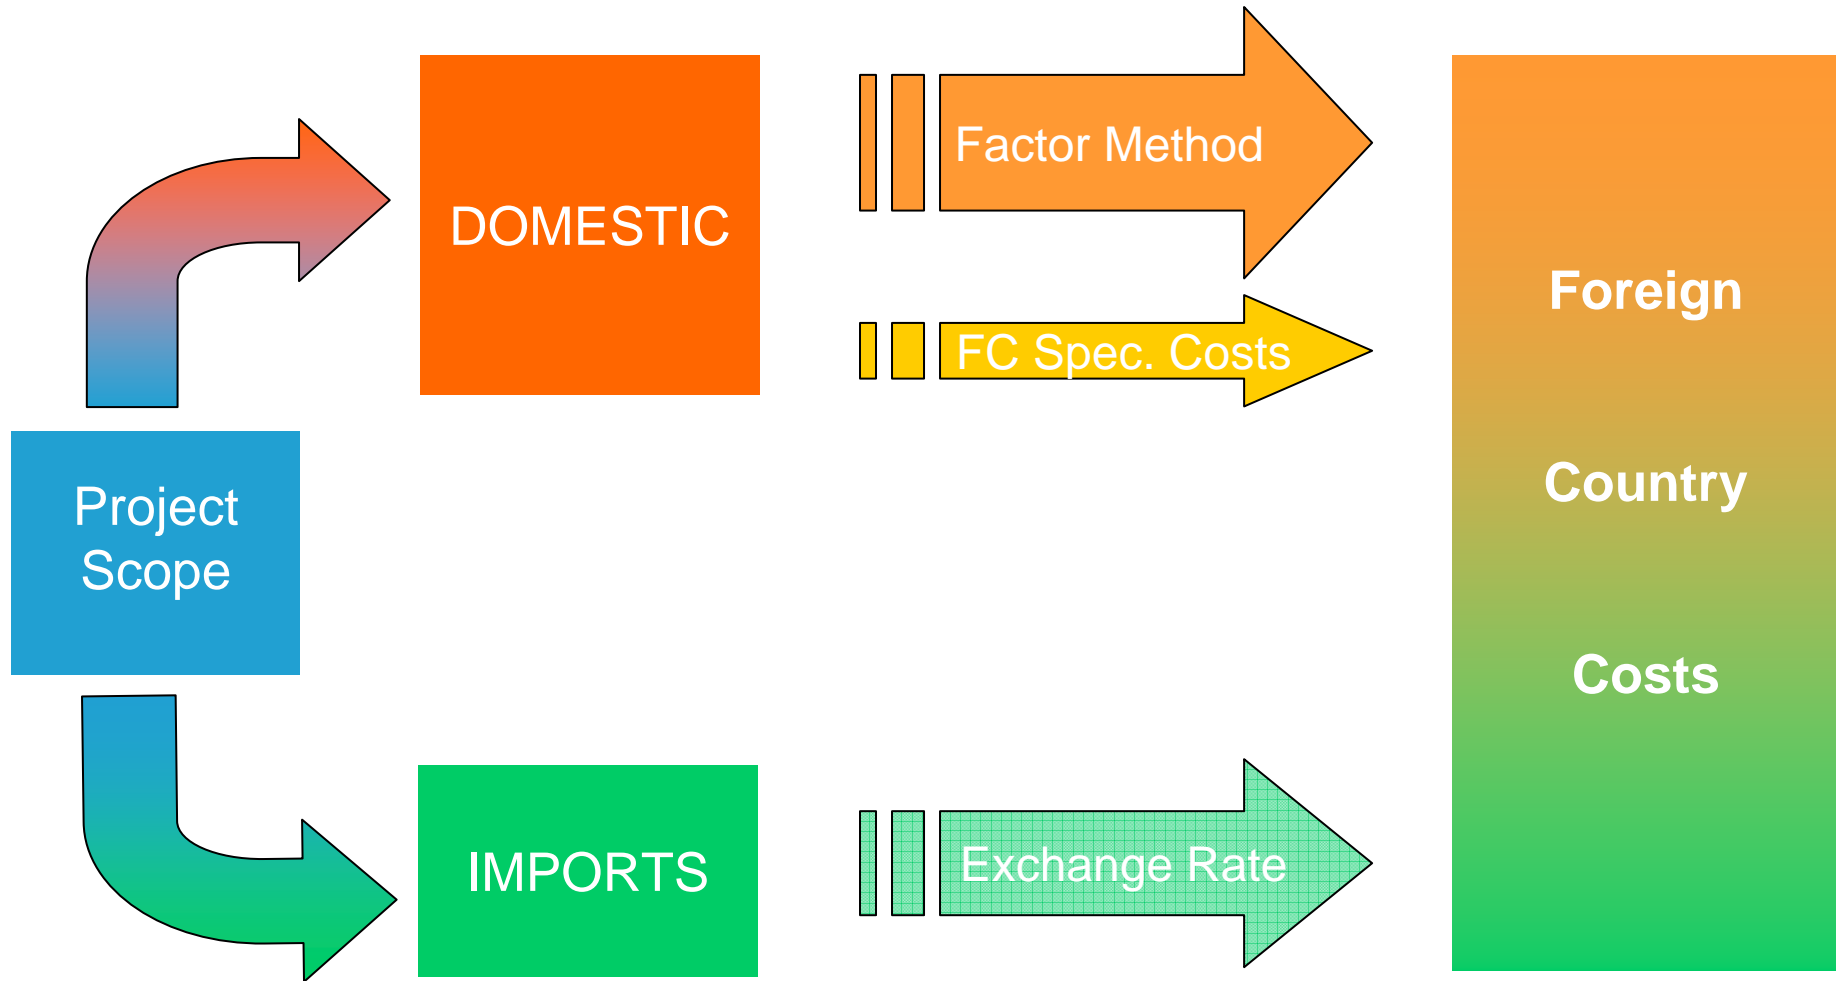 DOMESTIC
Factor Method
FC Spec. Costs
Project
Scope
IMPORTS
Exchange Rate
Foreign
Country
Costs